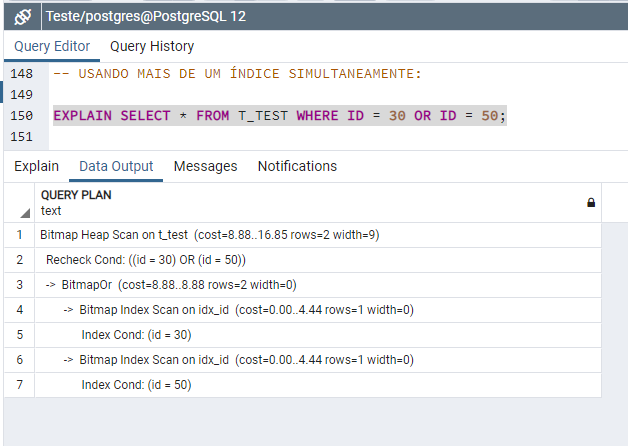 Teste/postgres@PostgreSQL 12
Query Editor Query History
148 -- USANDO MAIS DE UM ÍNDICE SIMULTANEAMENTE:
149
150 EXPLAIN SELECT * FROM T_TEST WHERE ID = 30 OR ID = 50;
151
Explain Data Output Messages Notifications
QUERY PLAN
text
1 Bitmap Heap Scan on t_test (cost=8.88..16.85 rows=2 width=9)
2 Recheck Cond: ((id = 30) OR (id = 50))
3 -> BitmapOr (cost=8.88..8.88 rows=2 width=0)
4 -> Bitmap Index Scan on idx_id (cost=0.00..4.44 rows=1 width=0)
5 Index Cond: (id = 30)
6 -> Bitmap Index Scan on idx_id (cost=0.00..4.44 rows=1 width=0)
7 Index Cond: (id = 50)